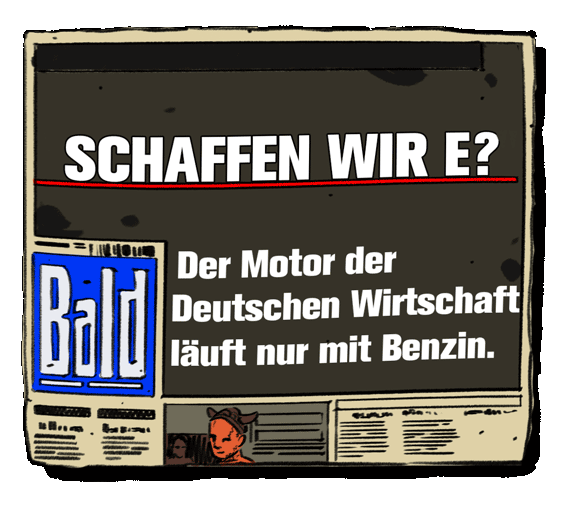 SCHAFFEN WIR E?
Der Motor der
Deutschen Wirtschaft
läuft nur mit Benzin.
Bald